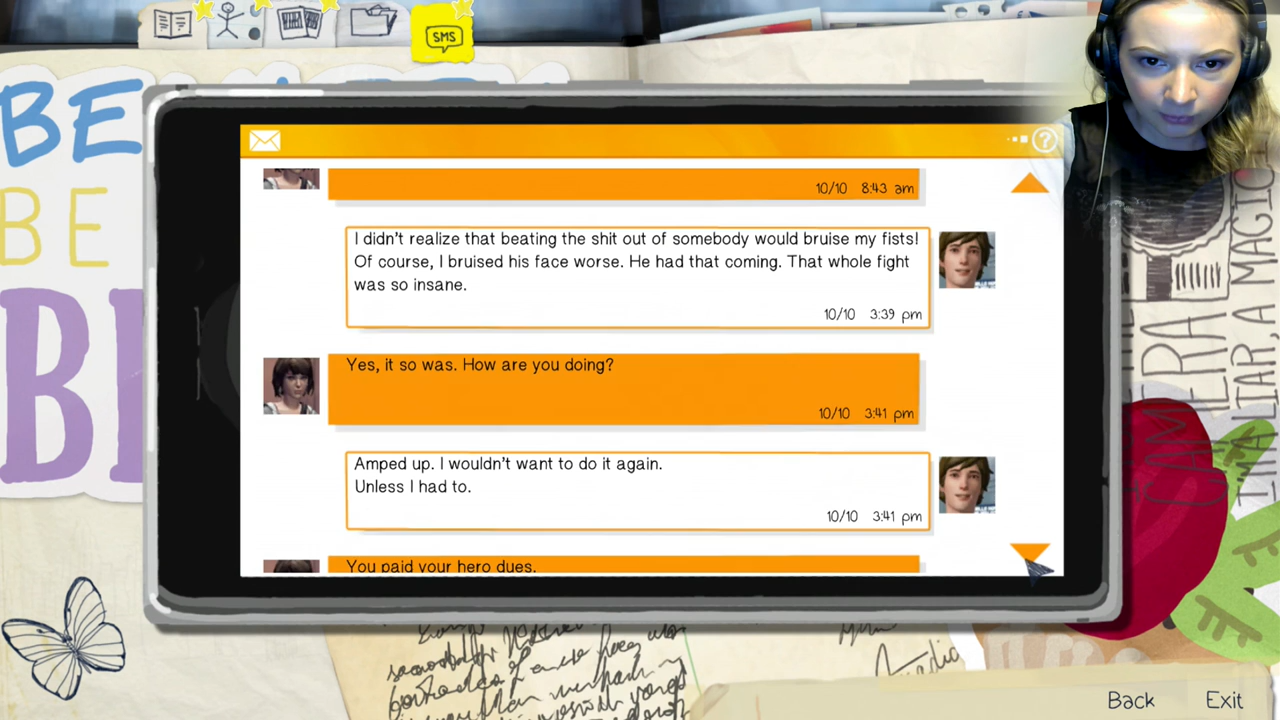 SMS
BE
BE
10/10 8:43 am
I didn't realize that beating the shit out of somebody would bruise my fists!
Of course, I bruised his face worse. He had that coming. That whole fight
was so insane.
10/10 3:39 pm
Yes, it so was. How are you doing?
10/10 3:41 pm
Amped up. I wouldn't want to do it again.
Unless I had to.
10/10 3:41 pm
You paid your hero dues.
CAMERA
A MAGIC
Back
Exit